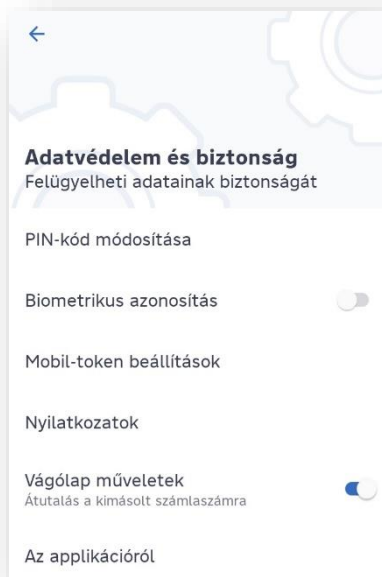 Adatvédelem és biztonság
Felügyelheti adatainak biztonságát
PIN-kód módosítása
Biometrikus azonosítás
Mobil-token beállítások
Nyilatkozatok
Vágólap műveletek
Átutalás a kimásolt számlaszámra
Az applikációról